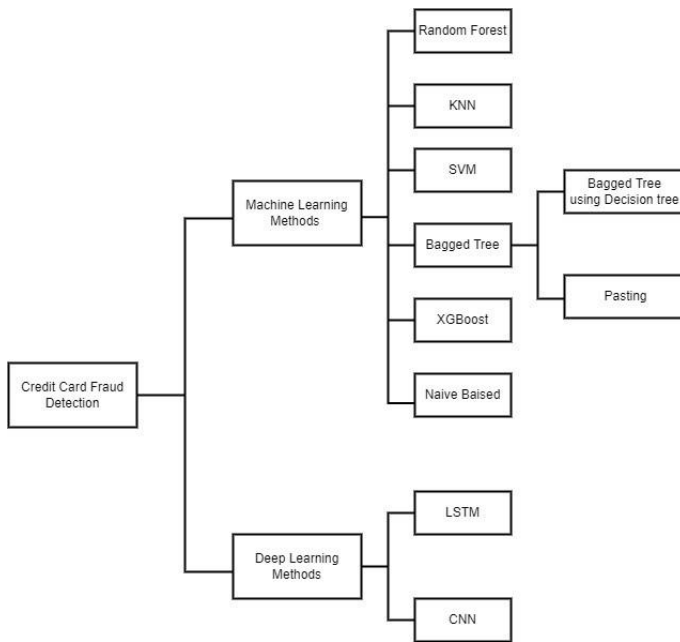 Random Forest
KNN
SVM
Machine Learning
Methods
Bagged Tree
Bagged Tree
using Decision tree
Pasting
XGBoost
Naive Baised
Credit Card Fraud
Detection
LSTM
Deep Learning
Methods
CNN